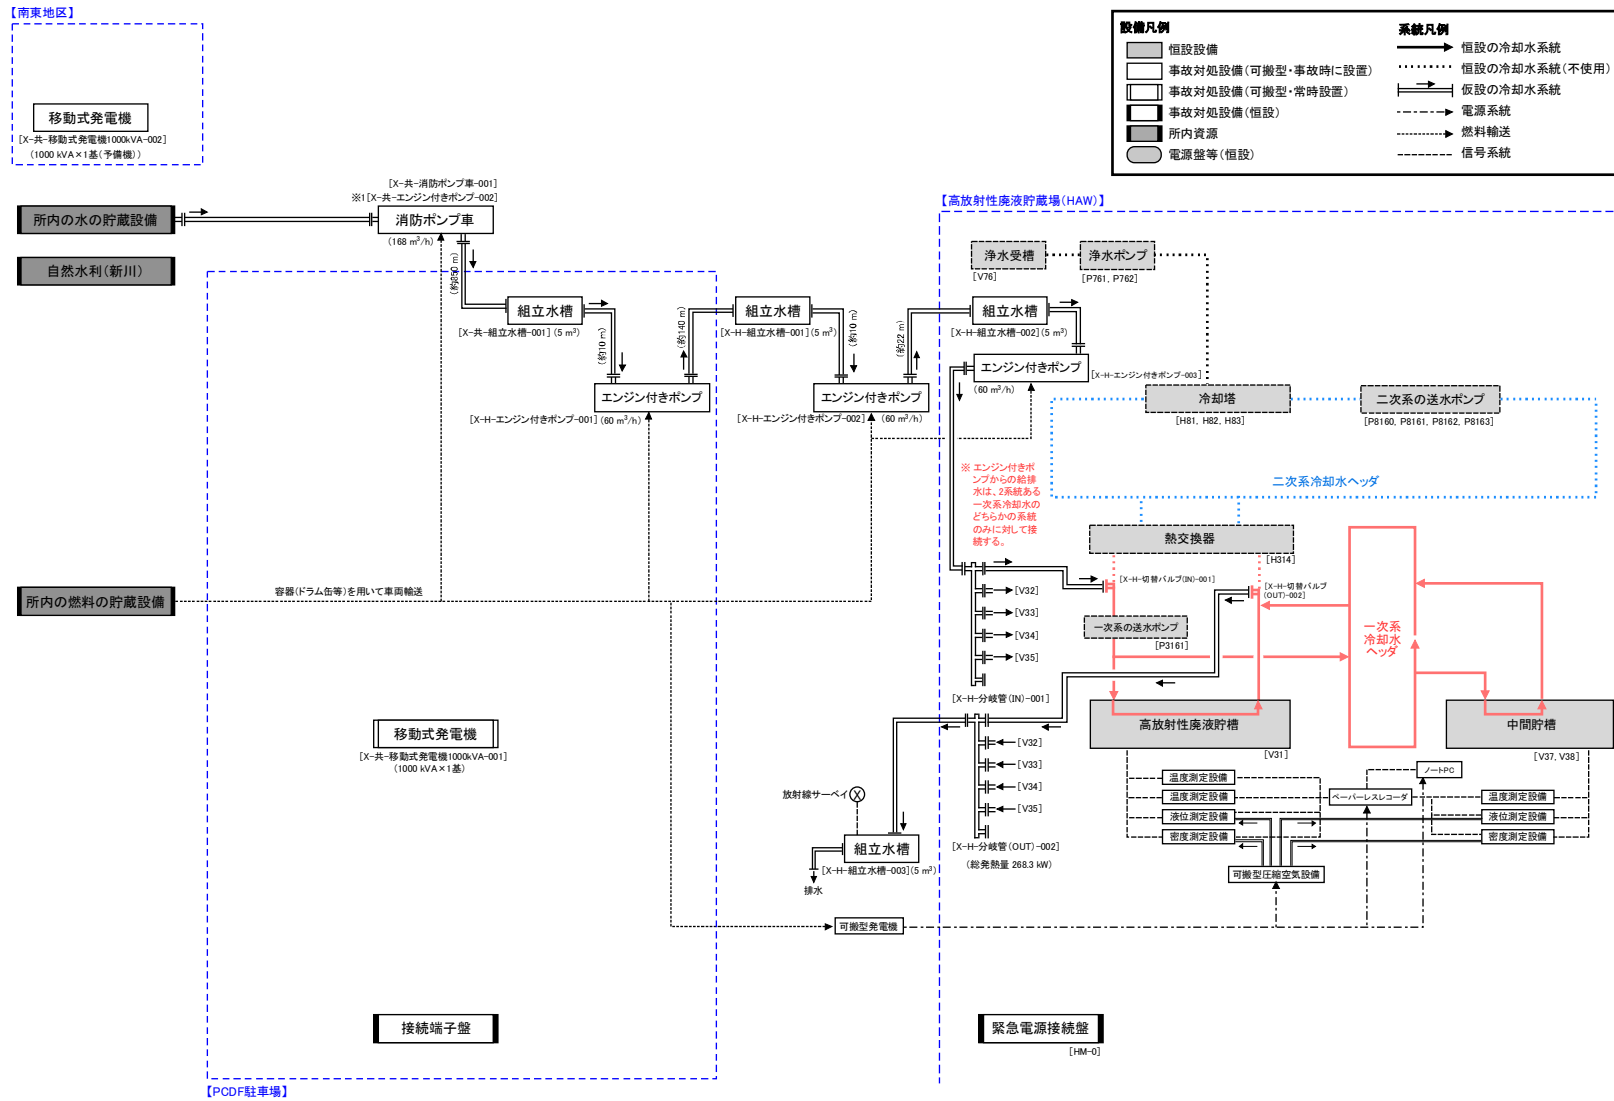 【南東地区】
移動式発電機
[X-共-移動式発電機1000kVA-002]
(1000 kVA×1基(予備機))
設備凡例
恒設設備
事故対処設備(可搬型・事故時に設置)
事故対処設備(可搬型・常時設置)
事故対処設備(恒設)
所内資源
電源盤等(恒設)
系統凡例
恒設の冷却水系統
恒設の冷却水系統(不使用)
仮設の冷却水系統
電源系統
燃料輸送
信号系統
[X-共-消防ポンプ車-001]
※1[X-共-エンジン付きポンプ-002]
所内の水の貯蔵設備
消防ポンプ車
(168 m³/h)
自然水利(新川)
(約850 m)
組立水槽
[X-共-組立水槽-001] (5 m³)
(約10 m)
エンジン付きポンプ
[X-H-エンジン付きポンプ-001] (60 m³/h)
(約140 m)
組立水槽
[X-H-組立水槽-001](5 m³)
(約10 m)
エンジン付きポンプ
[X-H-エンジン付きポンプ-002]
(60 m³/h)
(約22 m)
【高放射性廃液貯蔵場(HAW)】
浄水受槽
[V76]
浄水ポンプ
[P761, P762]
組立水槽
[X-H-組立水槽-002](5 m³)
エンジン付きポンプ
[X-H-エンジン付きポンプ-003]
(60 m³/h)
冷却塔
[H81, H82, H83]
二次系の送水ポンプ
[P8160, P8161, P8162, P8163]
二次系冷却水ヘッダ
※ エンジン付きポ
ンプからの給排
水は、2系統ある
一次系冷却水の
どちらかの系統
のみに対して接
続する。
熱交換器
[H314]
[X-H-切替バルブ(IN)-001]
[X-H-切替バルブ
(OUT)-002]
所内の燃料の貯蔵設備
容器(ドラム缶等)を用いて車両輸送
[V32]
[V33]
[V34]
[V35]
[X-H-分岐管(IN)-001]
一次系の送水ポンプ
[P3161]
一次系
冷却水
ヘッダ
高放射性廃液貯槽
[V31]
中間貯槽
[V37, V38]
移動式発電機
[X-共-移動式発電機1000kVA-001]
(1000 kVA×1基)
[V32]
[V33]
[V34]
[V35]
[X-H-分岐管(OUT)-002]
(総発熱量 268.3 kW)
放射線サーベイ
X
組立水槽
[X-H-組立水槽-003](5 m³)
排水
温度測定設備
温度測定設備
液位測定設備
密度測定設備
ノートPC
ペーパーレスレコーダ
温度測定設備
液位測定設備
密度測定設備
可搬型圧縮空気設備
可搬型発電機
接続端子盤
緊急電源接続盤
[HM-0]
【PCDF駐車場】